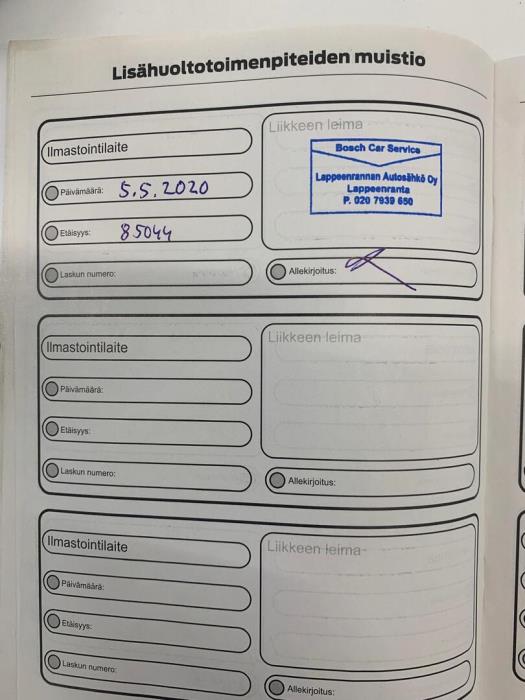 Lisähuoltotoimenpiteiden muistio
Ilmastointilaite
Päivämäärä: 5.5.2020
Etäisyys: 85044
Laskun numero:
Liikkeen leima
Bosch Car Service
Lappeenrannan Autosähkö Oy
Lappeenranta
P. 020 7939 650
Allekirjoitus:
Ilmastointilaite
Päivämäärä:
Etäisyys:
Laskun numero:
Liikkeen leima
Allekirjoitus:
Ilmastointilaite
Päivämäärä:
Etäisyys:
Laskun numero:
Liikkeen leima
Allekirjoitus: